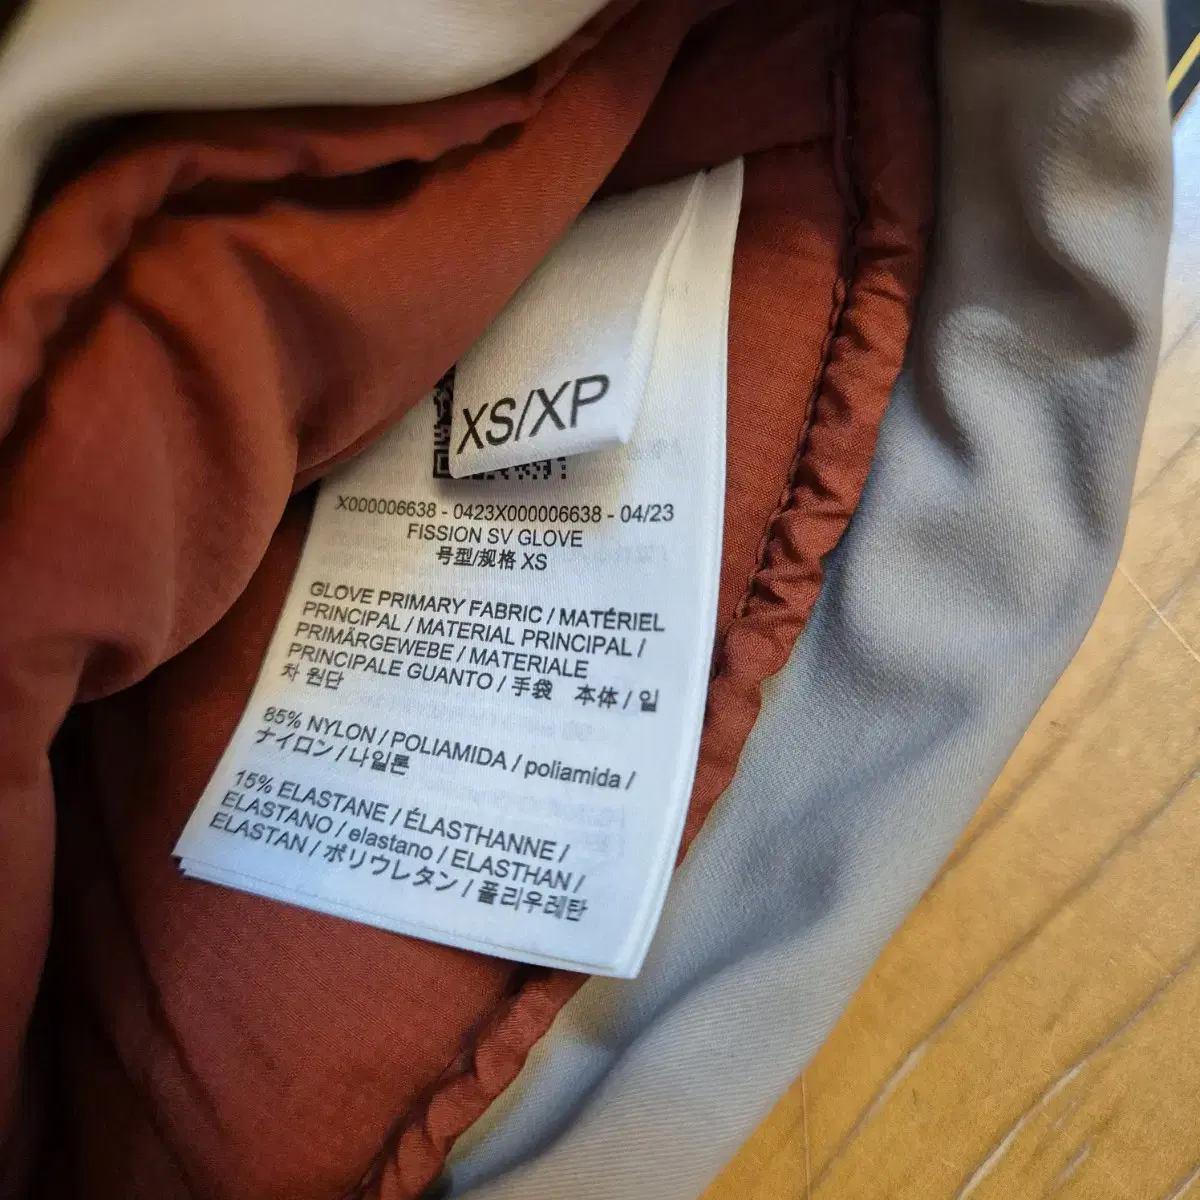 XS/XP
X000006638 - 0423X000006638 - 04/23
FISSION SV GLOVE
号型/规格 XS
GLOVE PRIMARY FABRIC / MATÉRIEL
PRINCIPAL / MATERIAL PRINCIPAL /
PRIMÄRGEWEBE / MATERIALE
PRINCIPALE GUANTO / 手袋 本体 / 일
차 원단
85% NYLON / POLIAMIDA / poliamida /
ナイロン / 나일론
15% ELASTANE / ÉLASTHANNE /
ELASTANO / elastano / ELASTHAN /
ELASTAN / ポリウレタン / 폴리우레탄